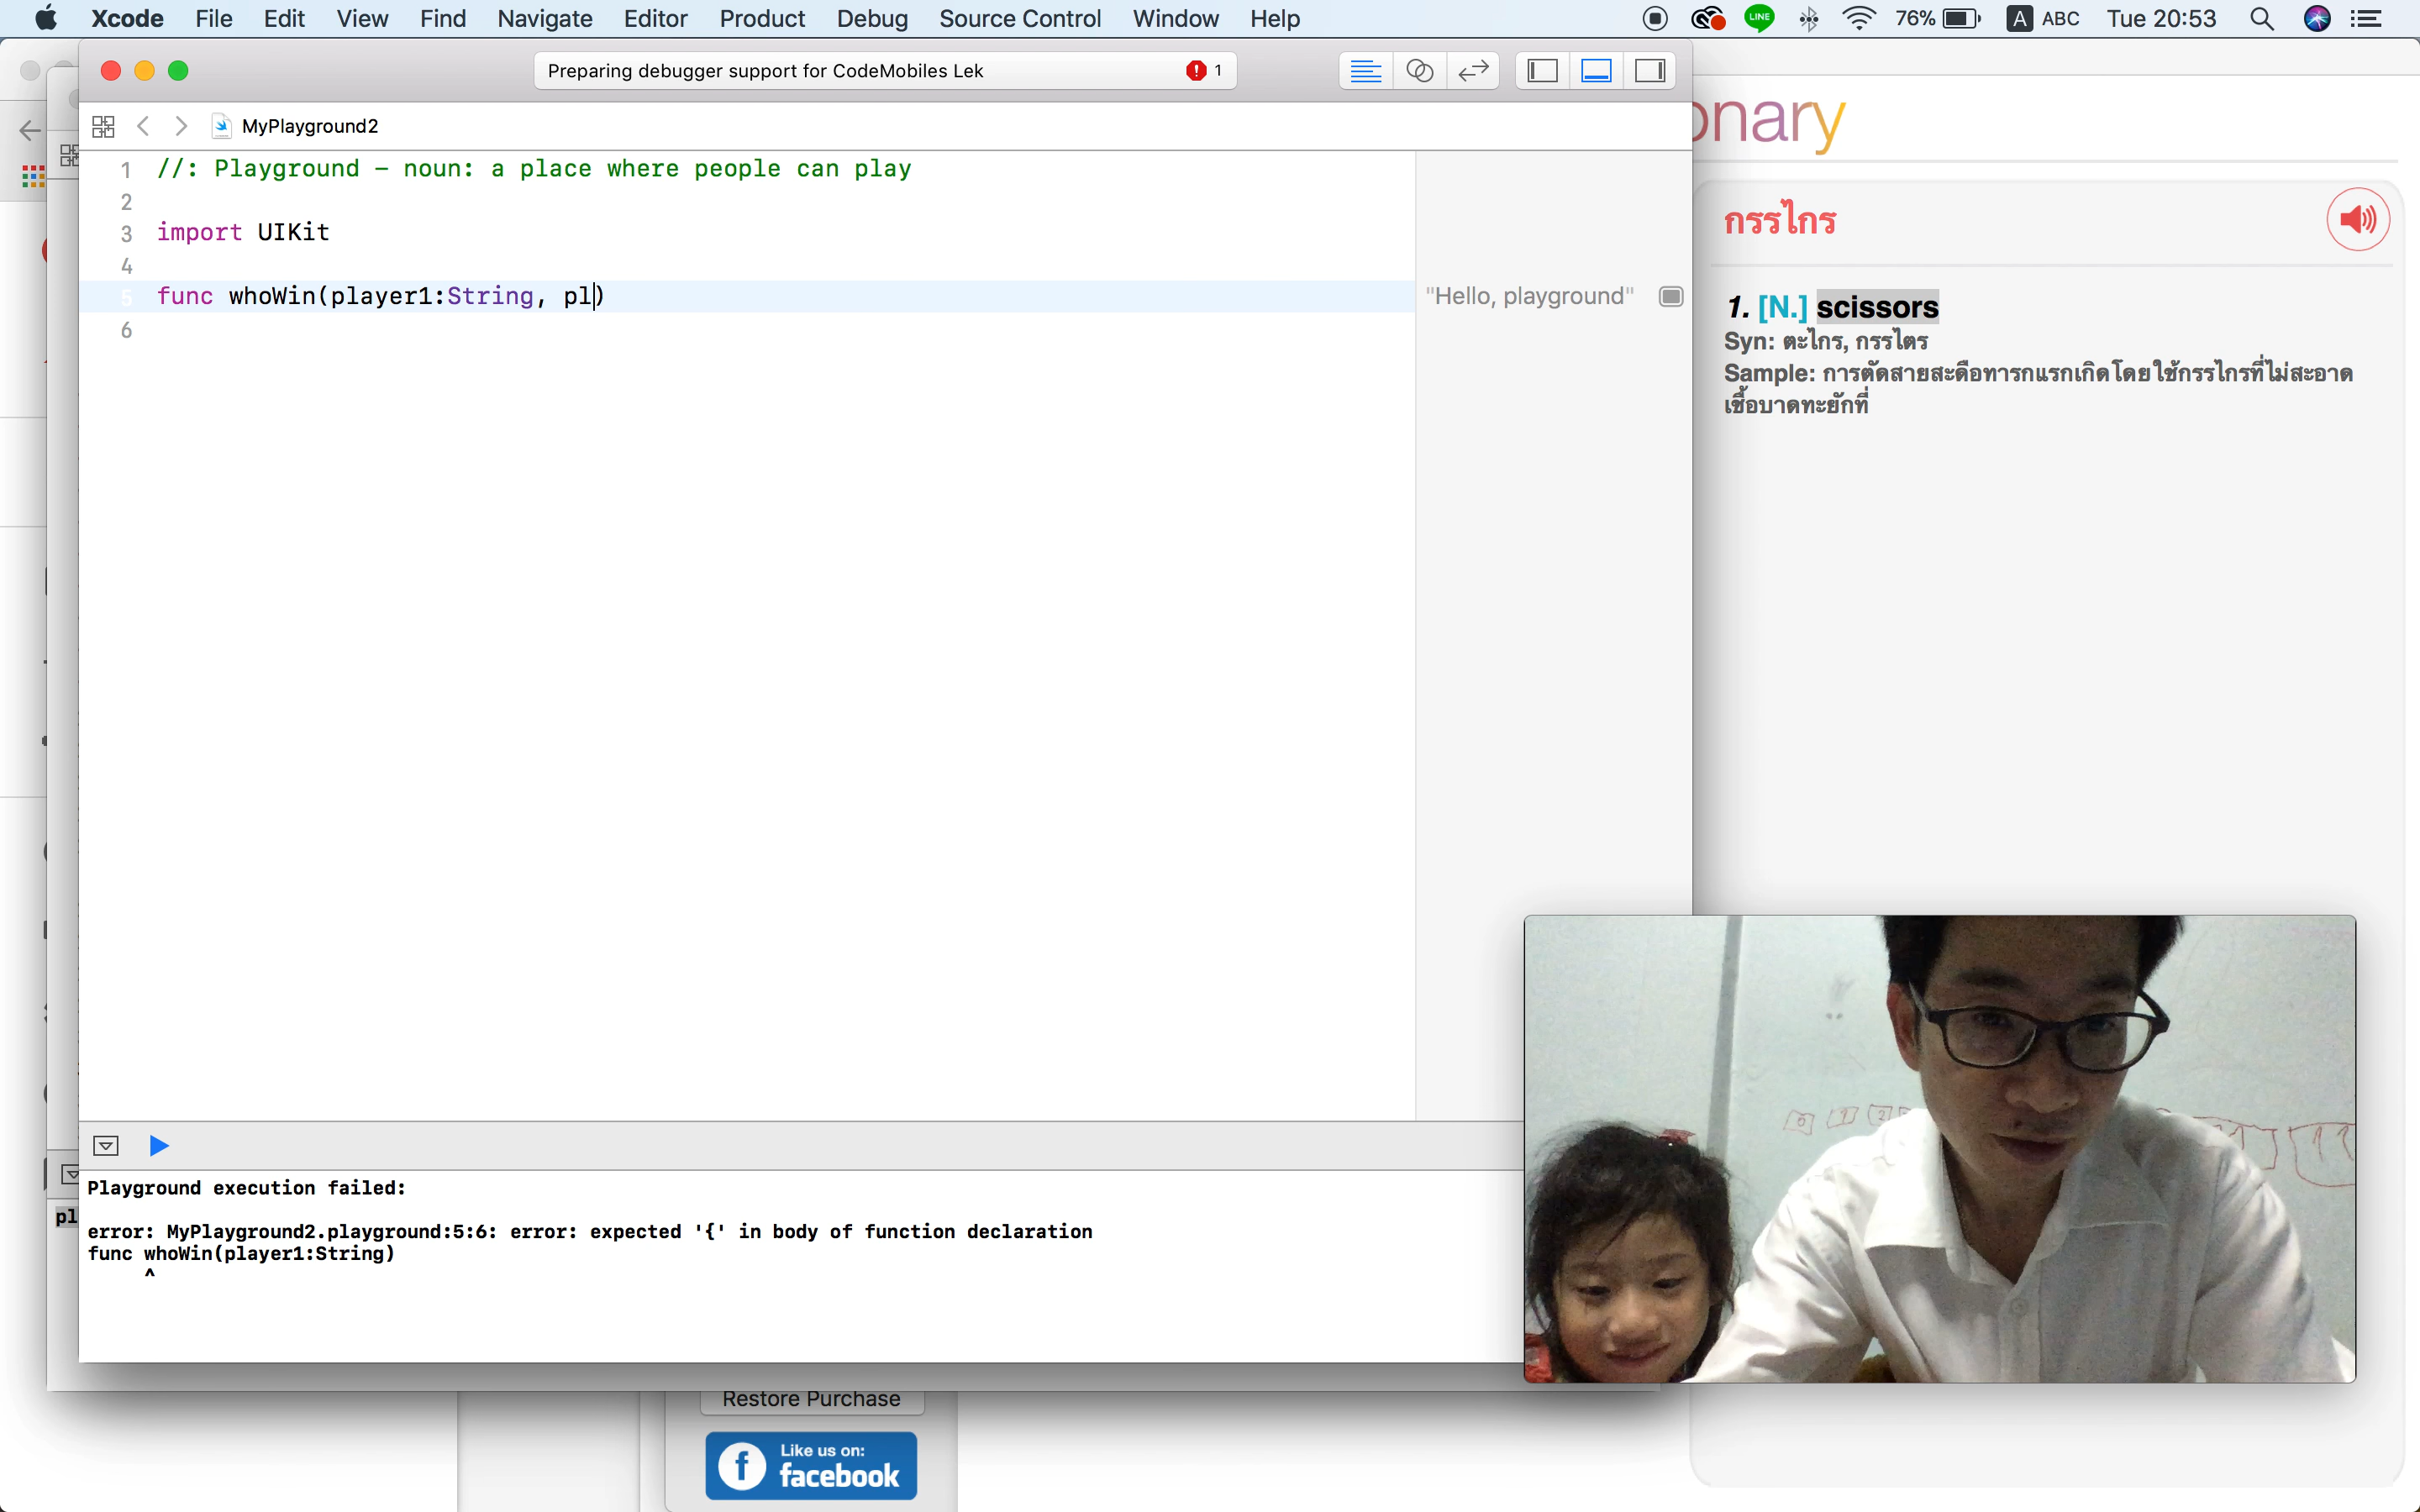 Xcode File Edit View Find Navigate Editor Product Debug Source Control Window Help LINE 76% A ABC Tue 20:53
Preparing debugger support for CodeMobiles Lek 1
MyPlayground2
1 //: Playground - noun: a place where people can play
2
3 import UIKit
4
5 func whoWin(player1:String, pl)
6
"Hello, playground"
onary
กรรไกร
1. [N.] scissors
Syn: ตะไกร, กรรไตร
Sample: การตัดสายสะดือทารกแรกเกิดโดยใช้กรรไกรที่ไม่สะอาด
เชื้อบาดทะยักที่
Playground execution failed:
pl
error: MyPlayground2.playground:5:6: error: expected '{' in body of function declaration
func whoWin(player1:String)
^
0 1 2
Restore Purchase
Like us on:
f facebook